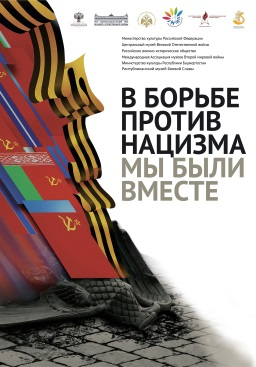 Министерство культуры Российской Федерации
Центральный музей Великой Отечественной войны
Российское военно-историческое общество
Международная Ассоциация музеев Второй мировой войны
Министерство культуры Республики Башкортостан
Республиканский музей Боевой Славы
В БОРЬБЕ
ПРОТИВ
НАЦИЗМА
МЫ БЫЛИ
ВМЕСТЕ